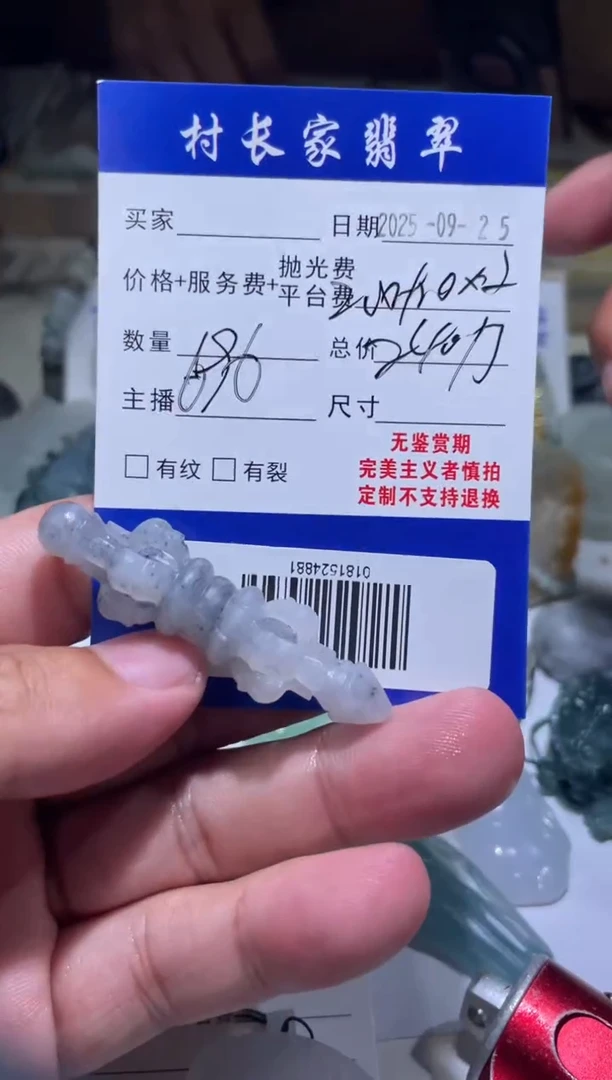 村长家翡翠
买家 日期2025-09-25
价格+服务费+抛光费
平台费
数量 总价
主播 尺寸
无鉴赏期
□有纹 □有裂 完美主义者慎拍
定制不支持退换
0181524881